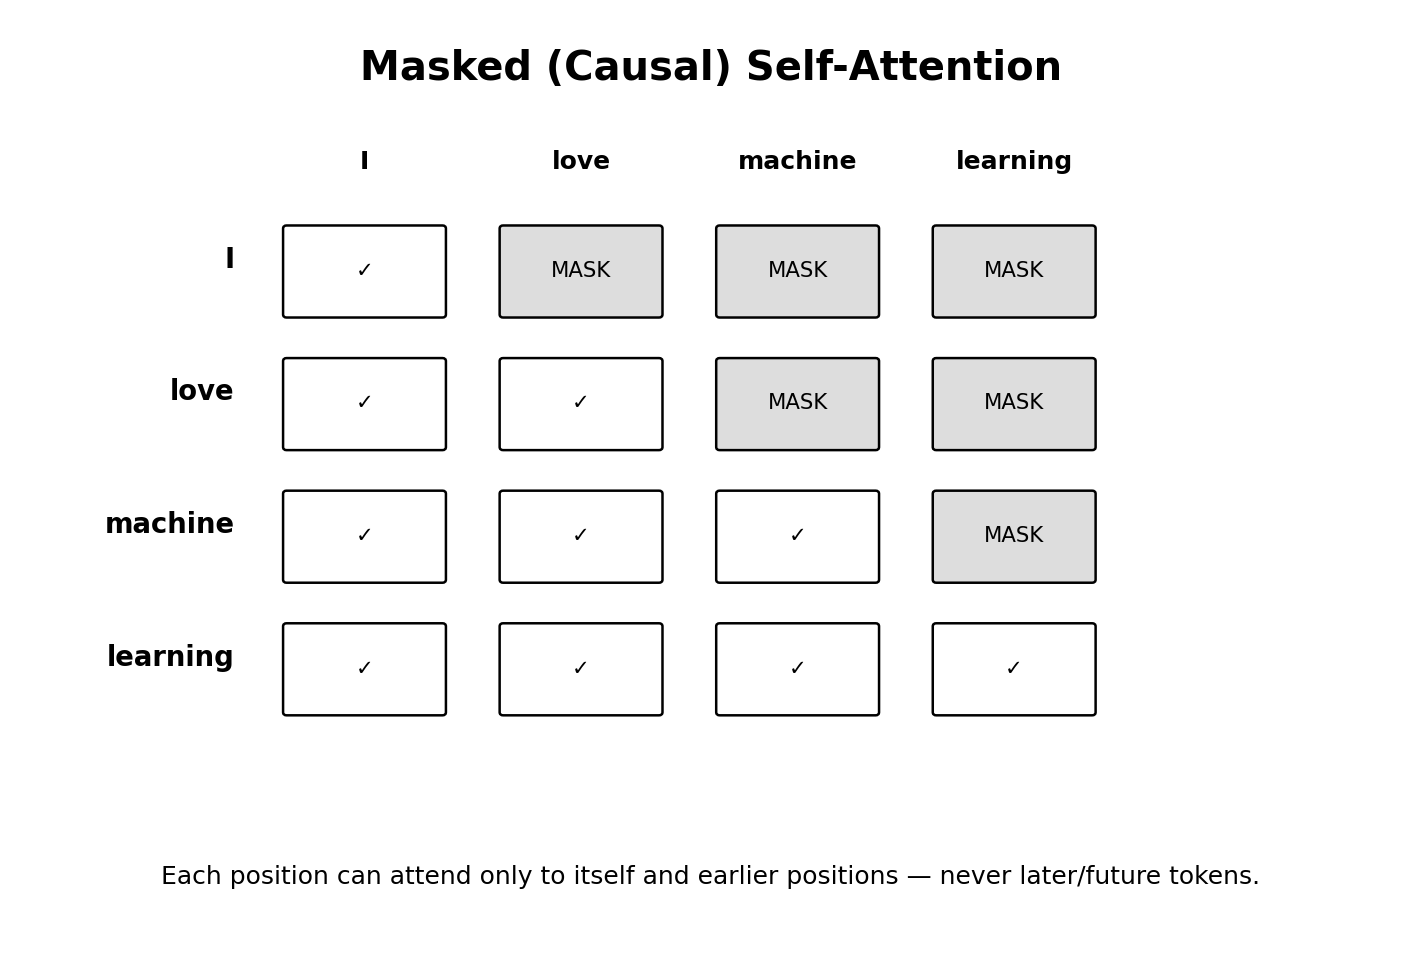 Masked (Causal) Self-Attention
I love machine learning
I ✓ MASK MASK MASK
love ✓ ✓ MASK MASK
machine ✓ ✓ ✓ MASK
learning ✓ ✓ ✓ ✓
Each position can attend only to itself and earlier positions — never later/future tokens.